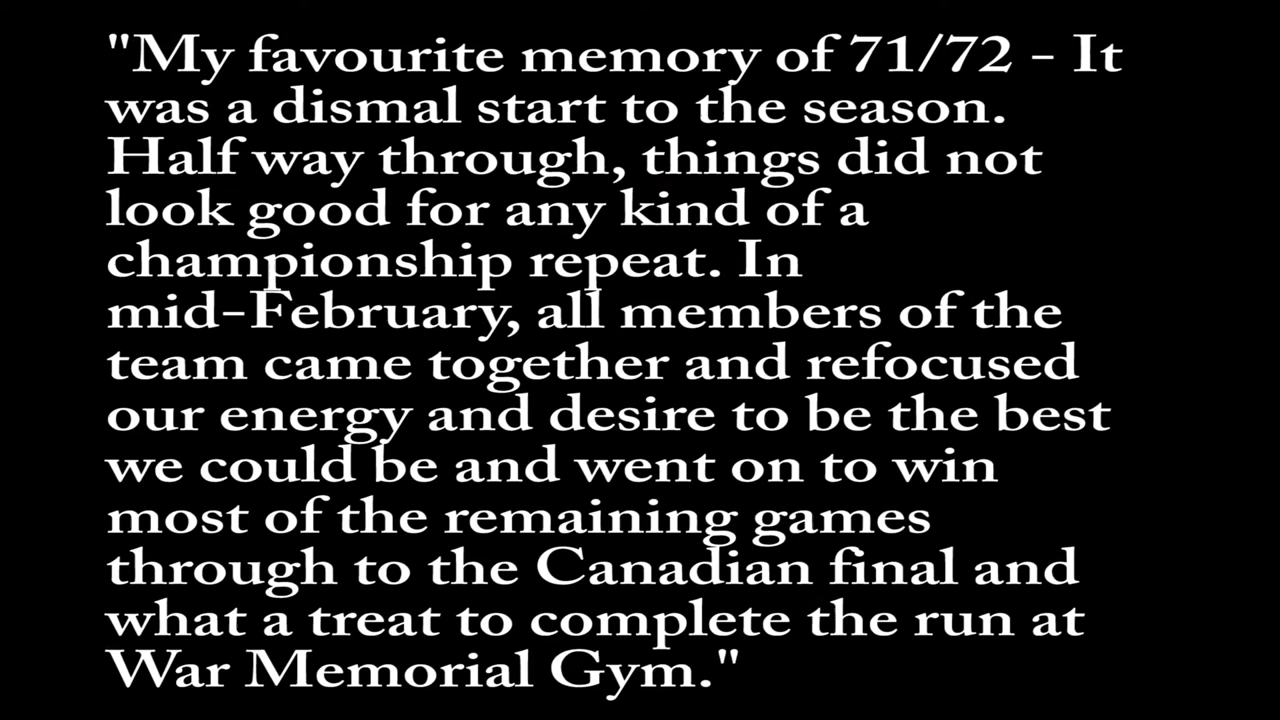 "My favourite memory of 71/72 - It
was a dismal start to the season.
Half way through, things did not
look good for any kind of a
championship repeat. In
mid-February, all members of the
team came together and refocused
our energy and desire to be the best
we could be and went on to win
most of the remaining games
through to the Canadian final and
what a treat to complete the run at
War Memorial Gym."